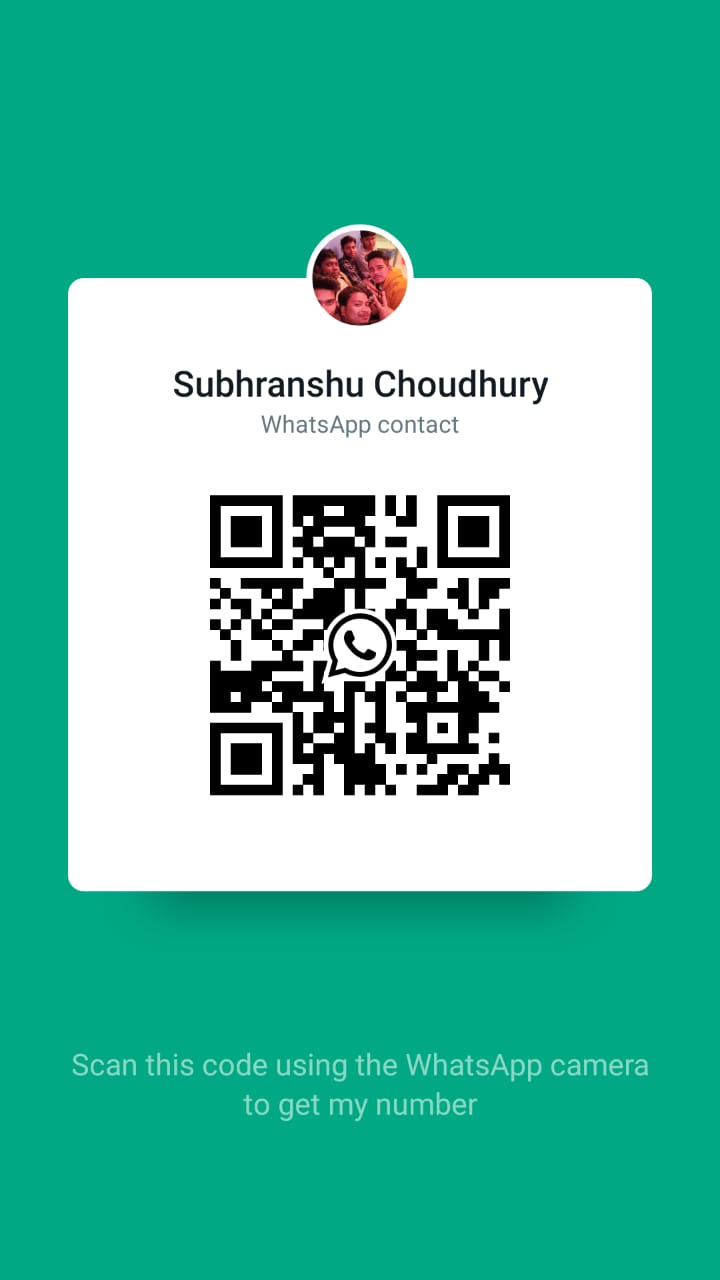 Subhranshu Choudhury
WhatsApp contact
Scan this code using the WhatsApp camera
to get my number